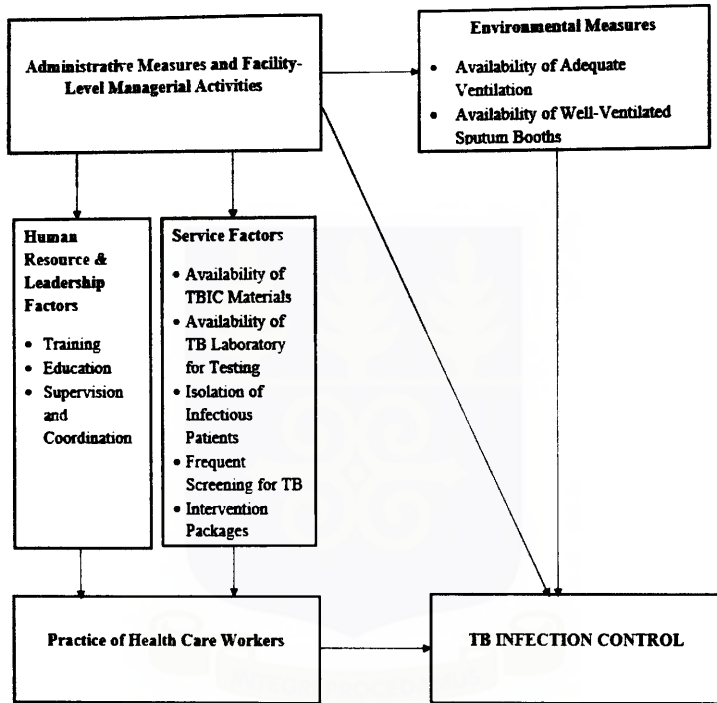 Administrative Measures and Facility-
Level Managerial Activities
Environmental Measures
• Availability of Adequate
Ventilation
• Availability of Well-Ventilated
Sputum Booths
Human
Resource &
Leadership
Factors
• Training
• Education
• Supervision
and
Coordination
Service Factors
• Availability of
TBIC Materials
• Availability of
TB Laboratory
for Testing
• Isolation of
Infectious
Patients
• Frequent
Screening for TB
• Intervention
Packages
Practice of Health Care Workers
TB INFECTION CONTROL